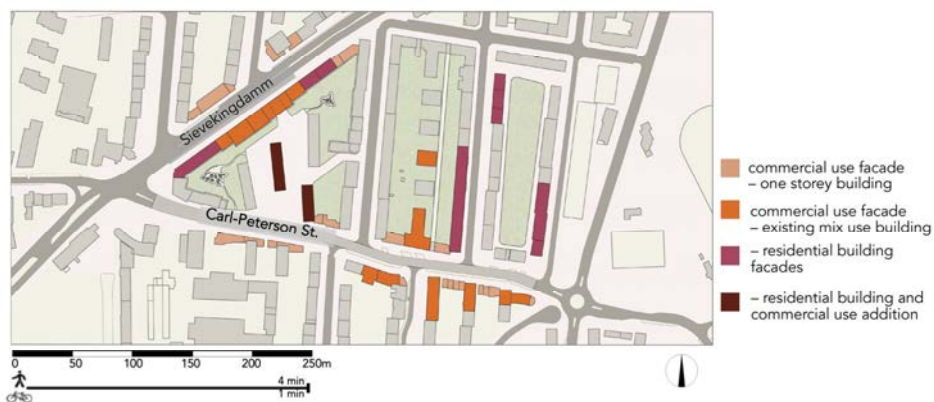 Sievekingdamm
Carl-Peterson St.
commercial use facade
– one storey building
commercial use facade
– existing mix use building
– residential building
facades
– residential building and
commercial use addition
0 50 100 150 200 250m
4 min
1 min